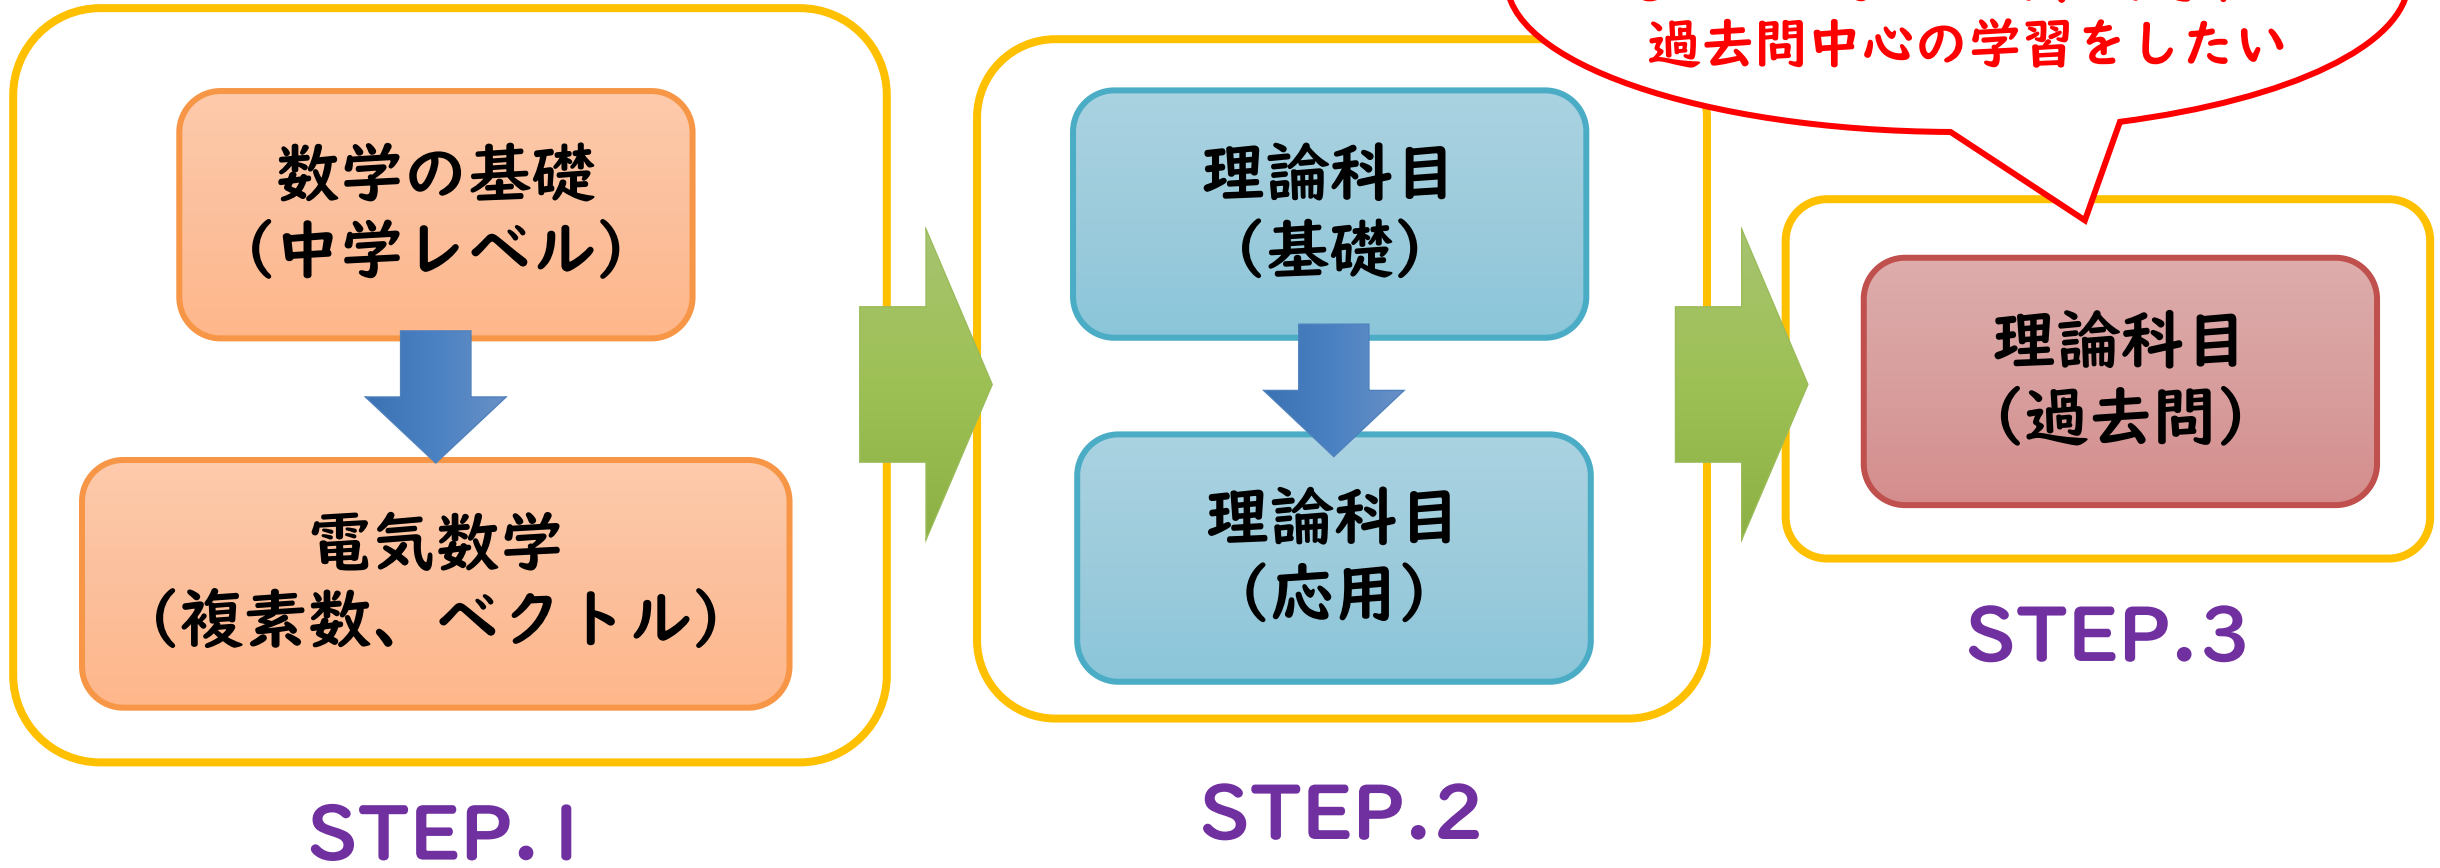 過去問中心の学習をしたい
数学の基礎
（中学レベル）
電気数学
（複素数、ベクトル）
STEP.1
理論科目
（基礎）
理論科目
（応用）
STEP.2
理論科目
（過去問）
STEP.3